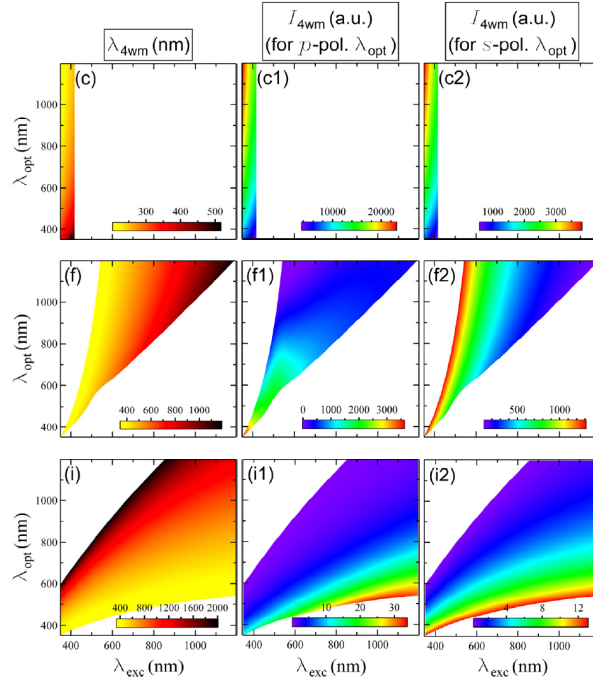 λ4wm (nm)
I4wm (a.u.)
(for p-pol. λopt)
I4wm (a.u.)
(for s-pol. λopt)
(c)
(c1)
(c2)
λopt (nm)
1000
800
600
400
250 400 500
10000 20000
1000 2000 3000
(f)
(f1)
(f2)
λopt (nm)
1000
800
600
400
400 600 800 1000
0 1000 2000 3000
500 1000
(i)
(i1)
(i2)
λopt (nm)
1000
800
600
400
400 800 1200 1600 2000
10 20 30
4 8 12
400 600 800 1000
400 600 800 1000
400 600 800 1000
λexc (nm)
λexc (nm)
λexc (nm)